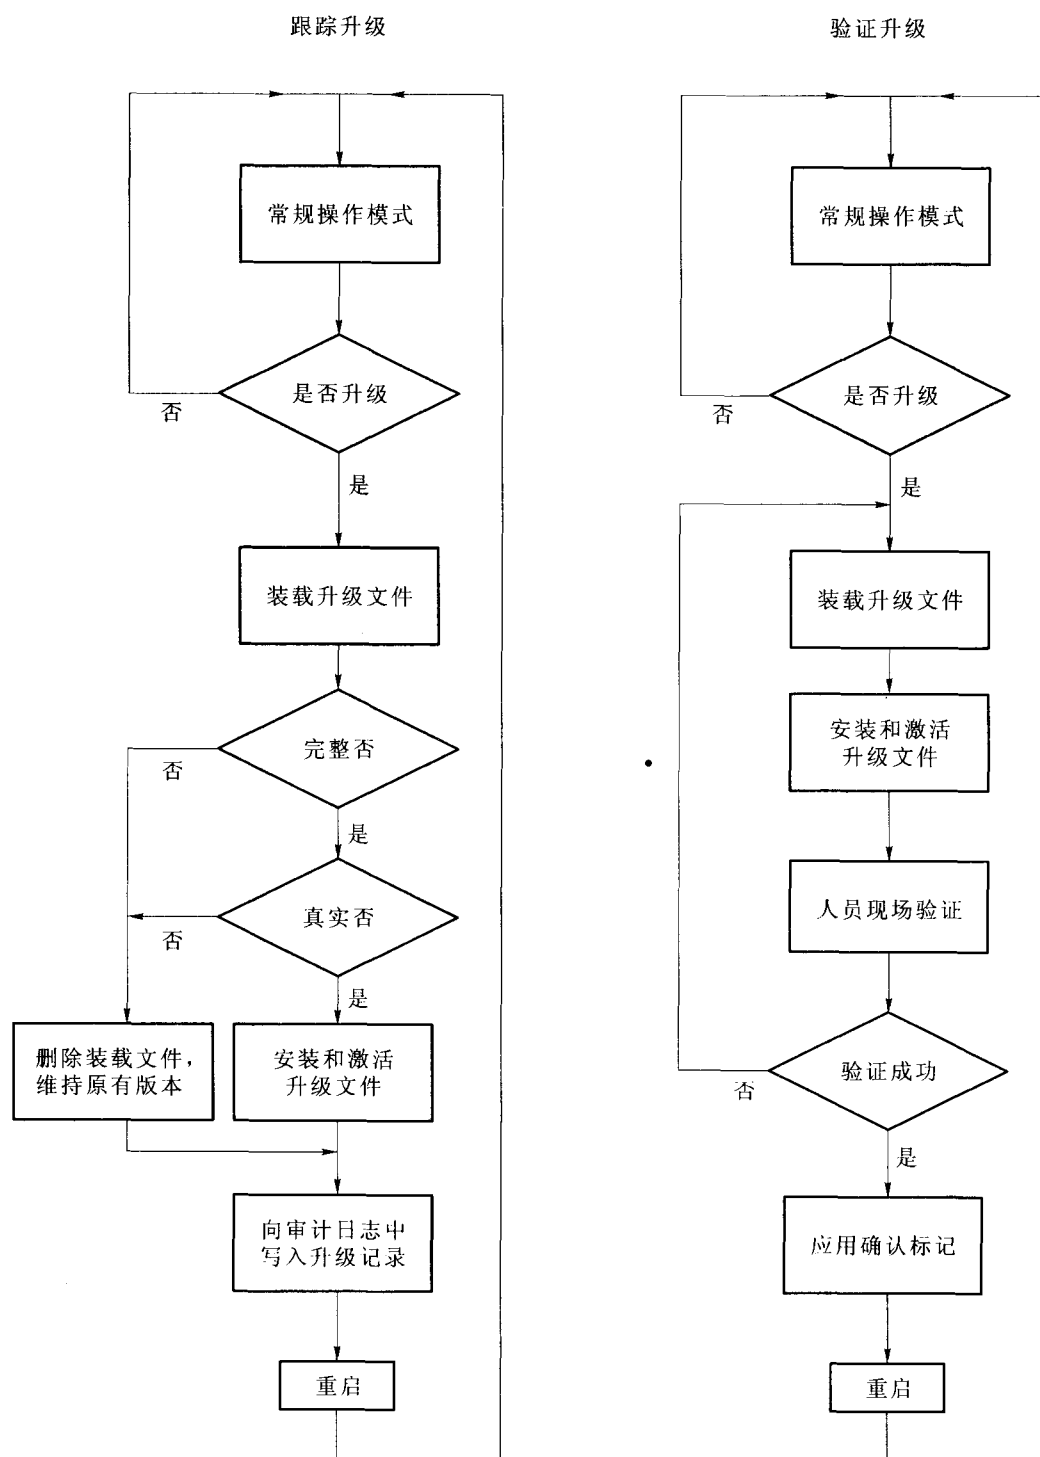 跟踪升级
常规操作模式
是否升级
否
是
装载升级文件
完整否
否
是
真实否
否
是
删除装载文件，
维持原有版本
安装和激活
升级文件
向审计日志中
写入升级记录
重启
验证升级
常规操作模式
是否升级
否
是
装载升级文件
安装和激活
升级文件
人员现场验证
验证成功
否
是
应用确认标记
重启